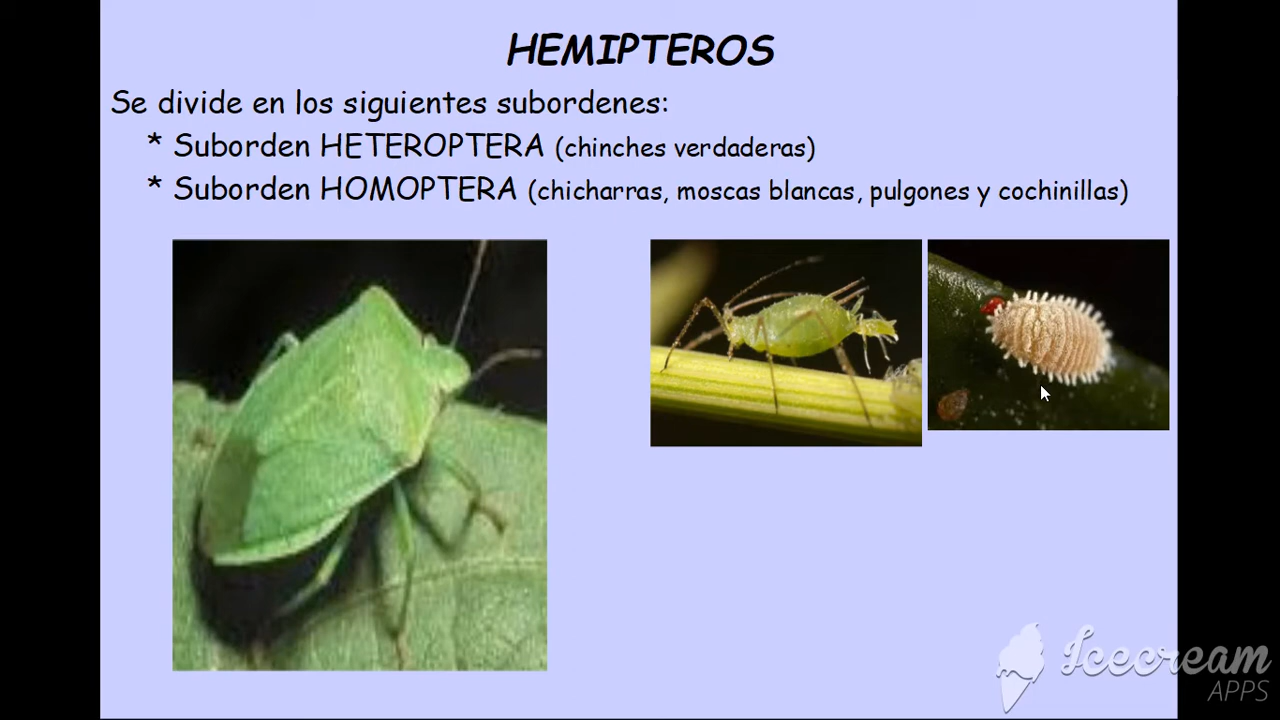 HEMIPTEROS
Se divide en los siguientes subordenes:
* Suborden HETEROPTERA (chinches verdaderas)
* Suborden HOMOPTERA (chicharras, moscas blancas, pulgones y cochinillas)
Icecream
APPS